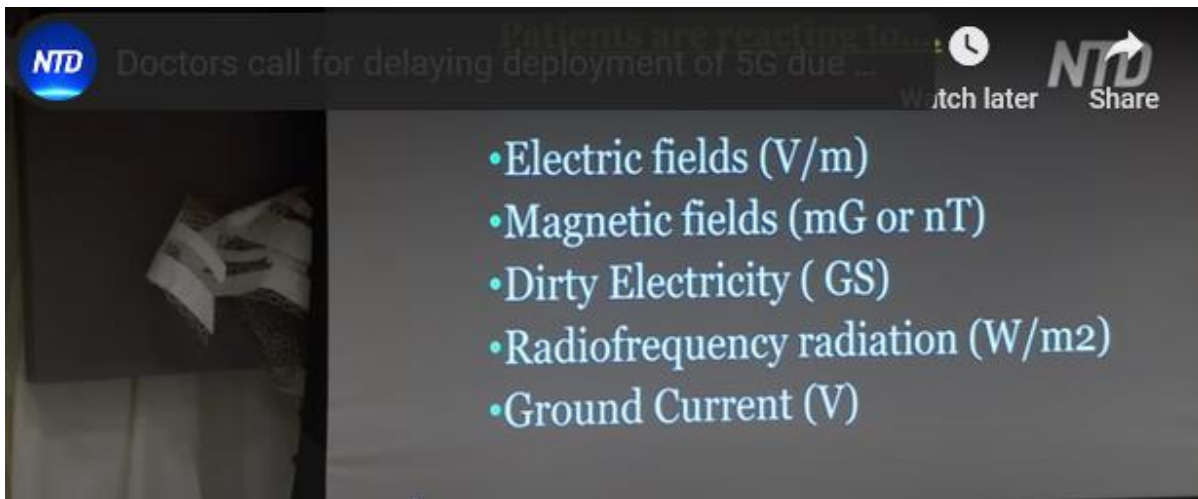 Patients are reacting to....
NTD
Doctors call for delaying deployment of 5G due ...
NTD
Watch later
Share
•Electric fields (V/m)
•Magnetic fields (mG or nT)
•Dirty Electricity ( GS)
•Radiofrequency radiation (W/m2)
•Ground Current (V)